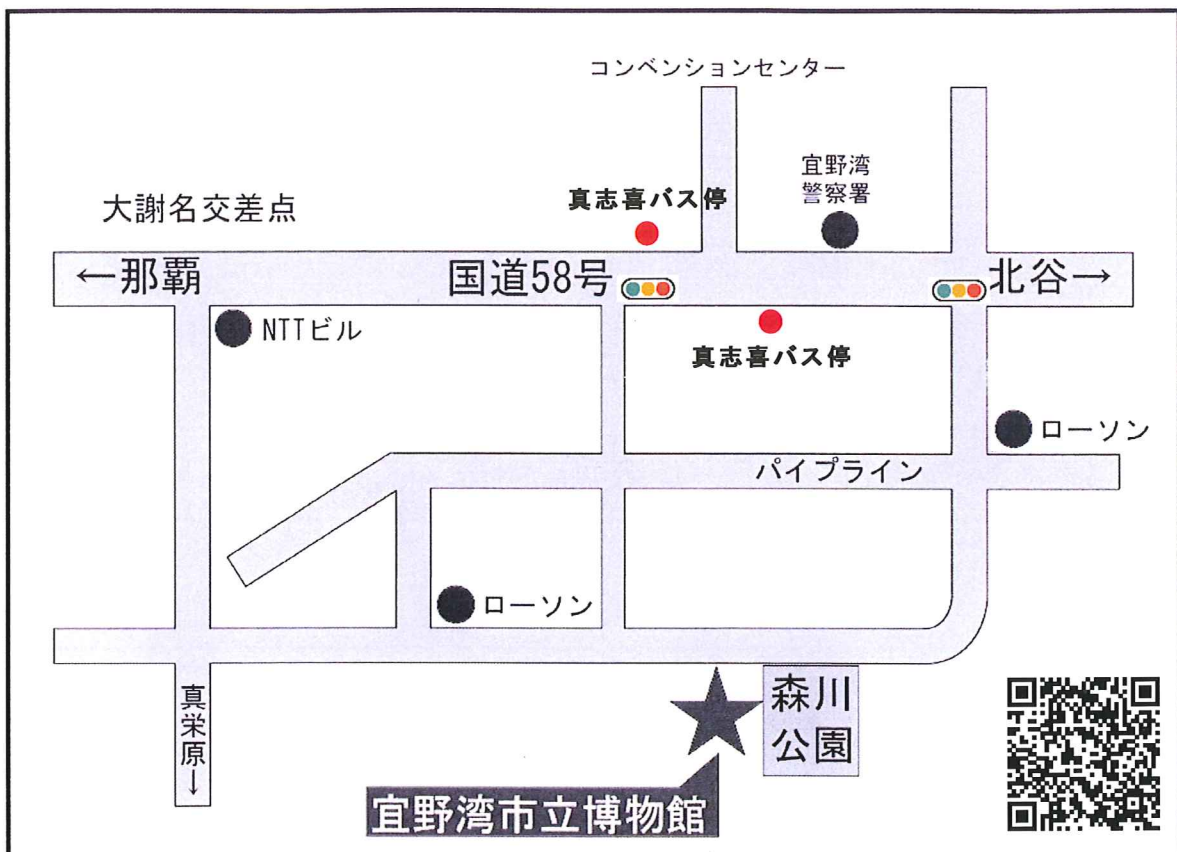 コンベンションセンター
宜野湾
警察署
真志喜バス停
大謝名交差点
←那覇
国道58号
北谷→
NTTビル
真志喜バス停
ローソン
パイプライン
ローソン
真栄原↓
森川
公園
宜野湾市立博物館